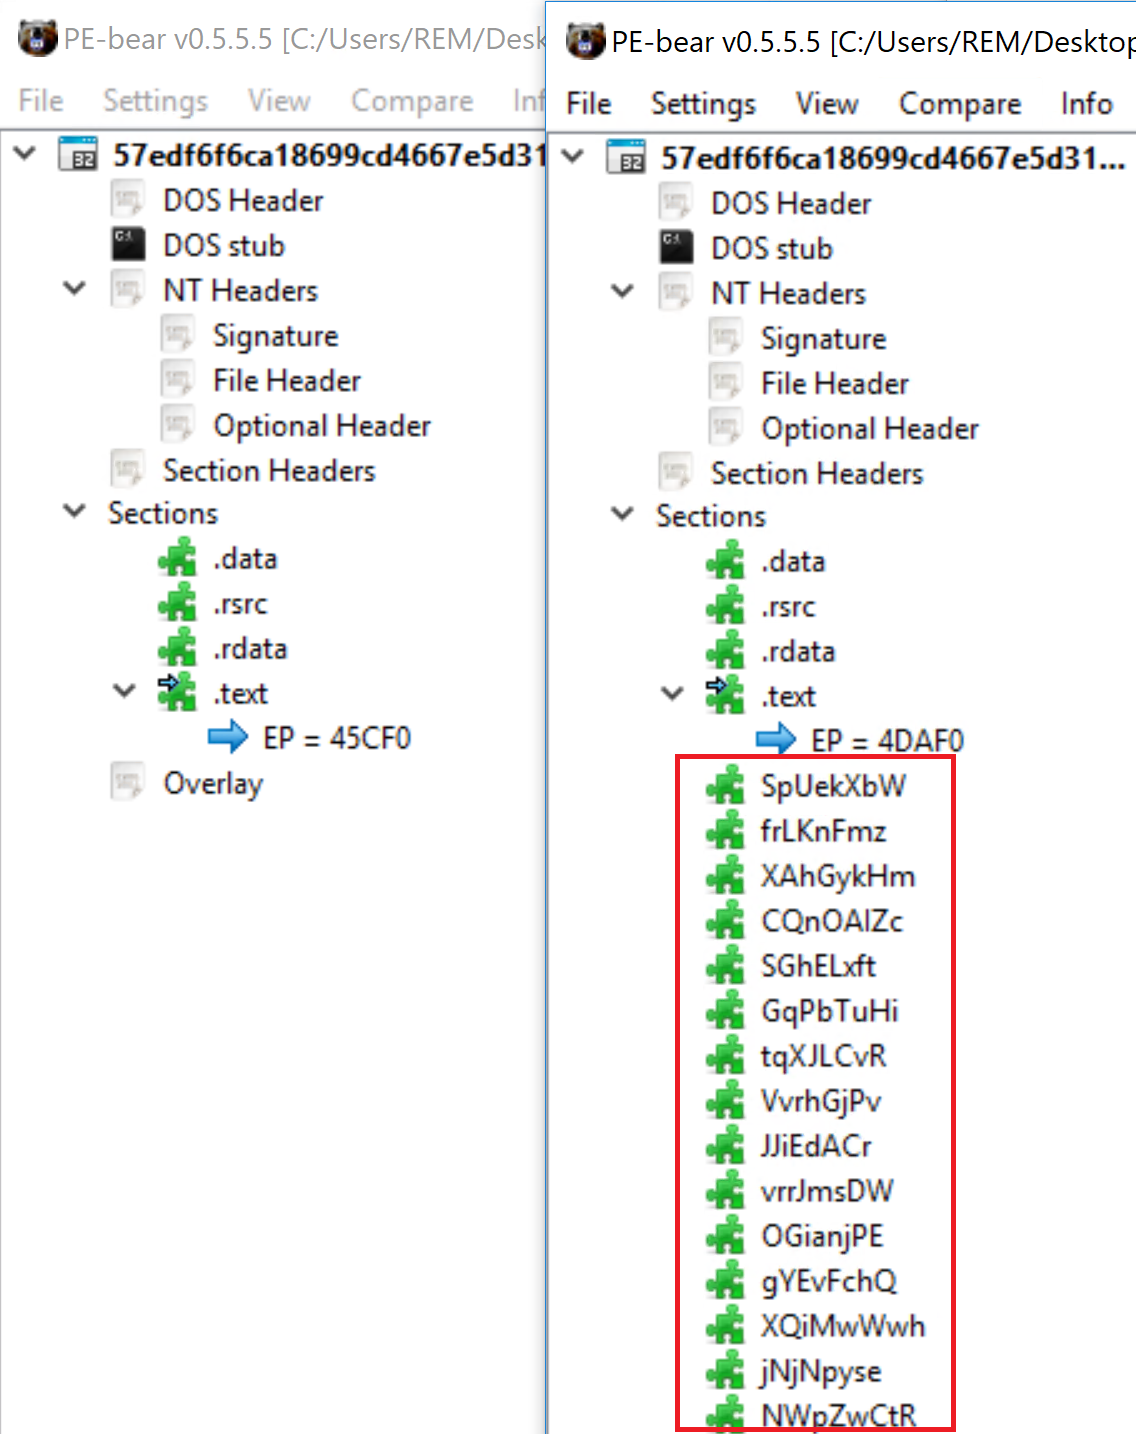 PE-bear v0.5.5.5 [C:/Users/REM/Desk
File Settings View Compare Inf
57edf6f6ca18699cd4667e5d31
DOS Header
DOS stub
NT Headers
Signature
File Header
Optional Header
Section Headers
Sections
.data
.rsrc
.rdata
.text
EP = 45CF0
Overlay
PE-bear v0.5.5.5 [C:/Users/REM/Desktop
File Settings View Compare Info
57edf6f6ca18699cd4667e5d31...
DOS Header
DOS stub
NT Headers
Signature
File Header
Optional Header
Section Headers
Sections
.data
.rsrc
.rdata
.text
EP = 4DAF0
SpUekXbW
frLKnFmz
XAhGykHm
CQnOAlZc
SGhELxft
GqPbTuHi
tqXJLCvR
VvrhGjPv
JJiEdACr
vrrJmsDW
OGianjPE
gYEvFchQ
XQiMwWwh
jNjNpyse
NWpZwCtR